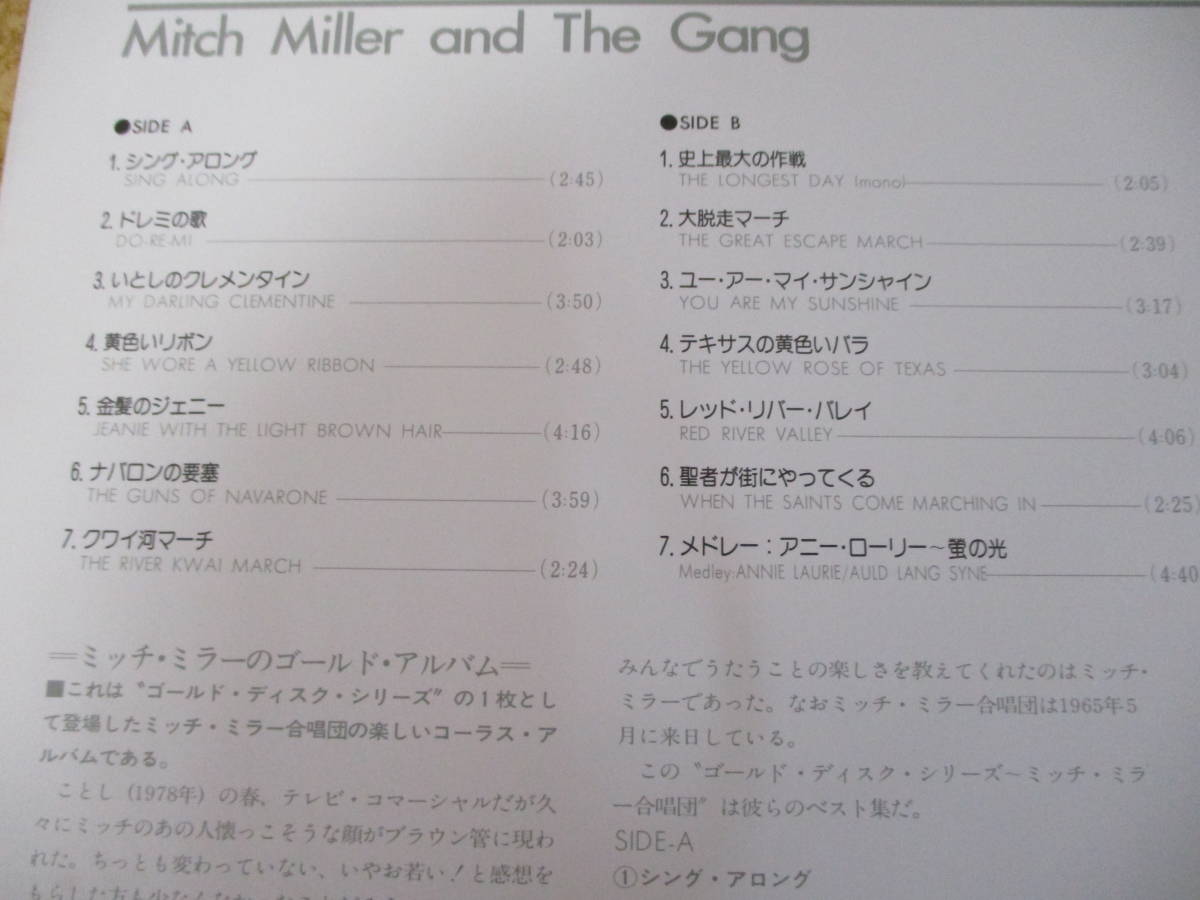 Mitch Miller and The Gang
●SIDE A
1. シング・アロング
SING ALONG (2:45)
2. ドレミの歌
DO-RE-MI (2:03)
3. いとしのクレメンタイン
MY DARLING CLEMENTINE (3:50)
4. 黄色いリボン
SHE WORE A YELLOW RIBBON (2:48)
5. 金髪のジェニー
JEANIE WITH THE LIGHT BROWN HAIR (4:16)
6. ナバロンの要塞
THE GUNS OF NAVARONE (3:59)
7. クワイ河マーチ
THE RIVER KWAI MARCH (2:24)
●SIDE B
1. 史上最大の作戦
THE LONGEST DAY (mono) (2:05)
2. 大脱走マーチ
THE GREAT ESCAPE MARCH (2:39)
3. ユー・アー・マイ・サンシャイン
YOU ARE MY SUNSHINE (3:17)
4. テキサスの黄色いバラ
THE YELLOW ROSE OF TEXAS (3:04)
5. レッド・リバー・バレイ
RED RIVER VALLEY (4:06)
6. 聖者が街にやってくる
WHEN THE SAINTS COME MARCHING IN (2:25)
7. メドレー：アニー・ローリー〜螢の光
Medley:ANNIE LAURIE/AULD LANG SYNE (4:40
=ミッチ・ミラーのゴールド・アルバム=
■これは〝ゴールド・ディスク・シリーズ〟の1枚とし
て登場したミッチ・ミラー合唱団の楽しいコーラス・ア
ルバムである。
ことし (1978年) の春、テレビ・コマーシャルだが久
々にミッチのあの人懐っこそうな顔がブラウン管に現わ
れた。ちっとも変わっていない、いやお若い！と感想を
もらした方も少なくなかった
みんなでうたうことの楽しさを教えてくれたのはミッチ・
ミラーであった。なおミッチ・ミラー合唱団は1965年5
月に来日している。
この〝ゴールド・ディスク・シリーズ〜ミッチ・ミラ
ー合唱団〟は彼らのベスト集だ。
SIDE-A
①シング・アロング